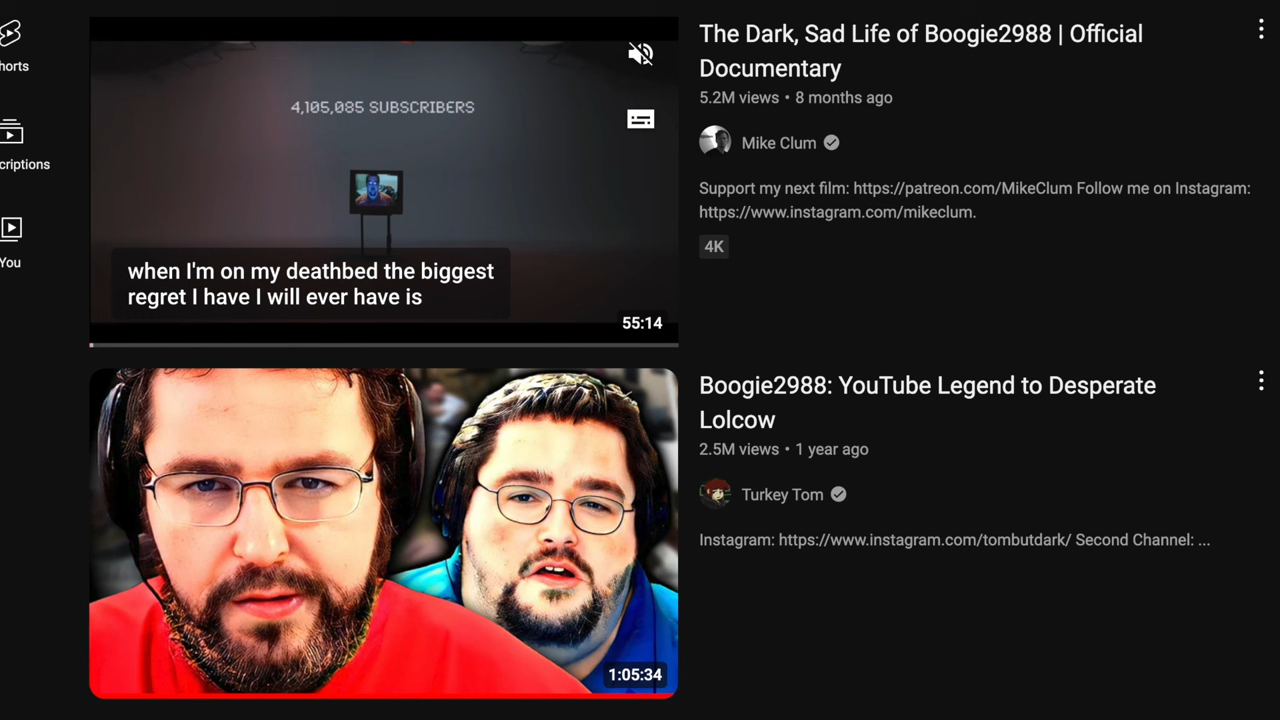 horts
criptions
You
4,105,085 SUBSCRIBERS
when I'm on my deathbed the biggest
regret I have I will ever have is
55:14
The Dark, Sad Life of Boogie2988 | Official
Documentary
5.2M views • 8 months ago
Mike Clum
Support my next film: https://patreon.com/MikeClum Follow me on Instagram:
https://www.instagram.com/mikeclum.
4K
1:05:34
Boogie2988: YouTube Legend to Desperate
Lolcow
2.5M views • 1 year ago
Turkey Tom
Instagram: https://www.instagram.com/tombutdark/ Second Channel: ...